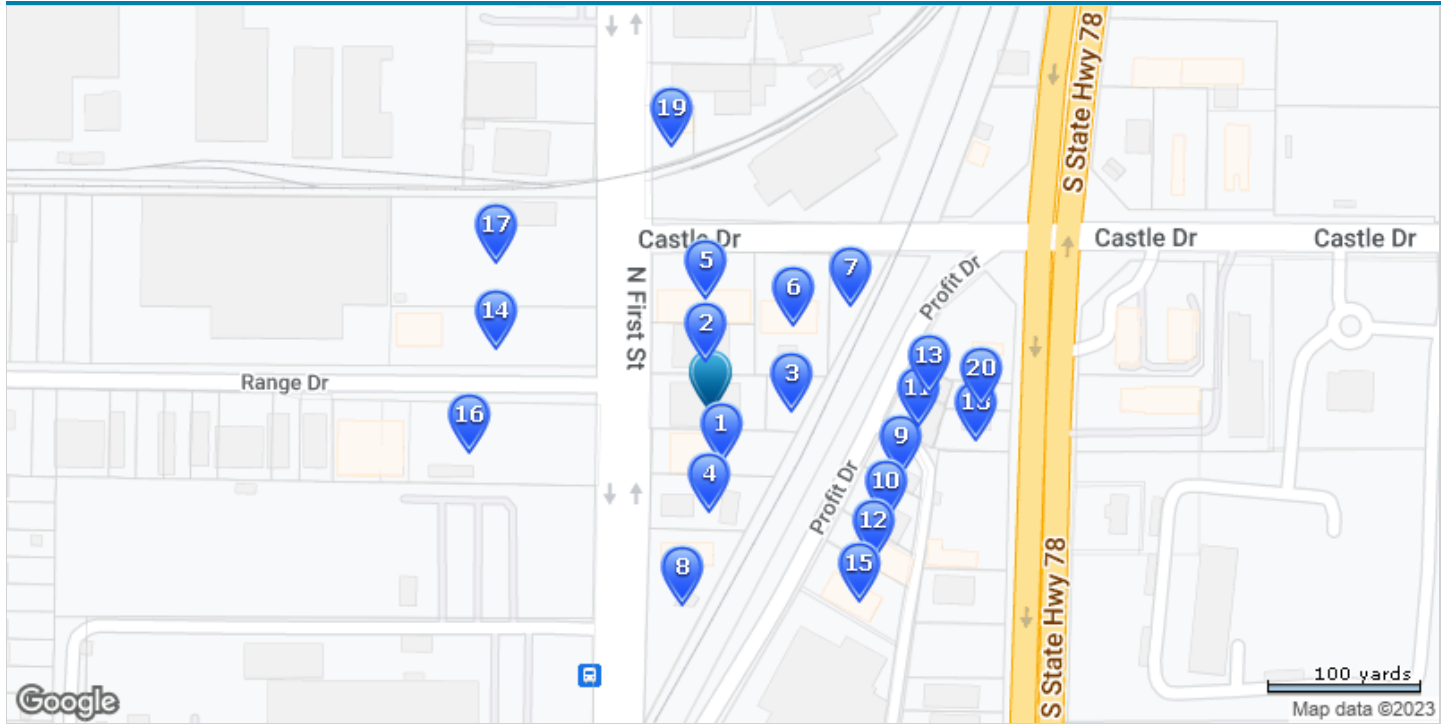 S State Hwy 78
19
17
Castle Dr
Castle Dr
Castle Dr
5
7
6
Profit Dr
N First St
14
2
13
3
20
Range Dr
11
18
16
1
9
4
10
Profit Dr
12
15
8
S State Hwy 78
100 yards
Google
Map data ©2023